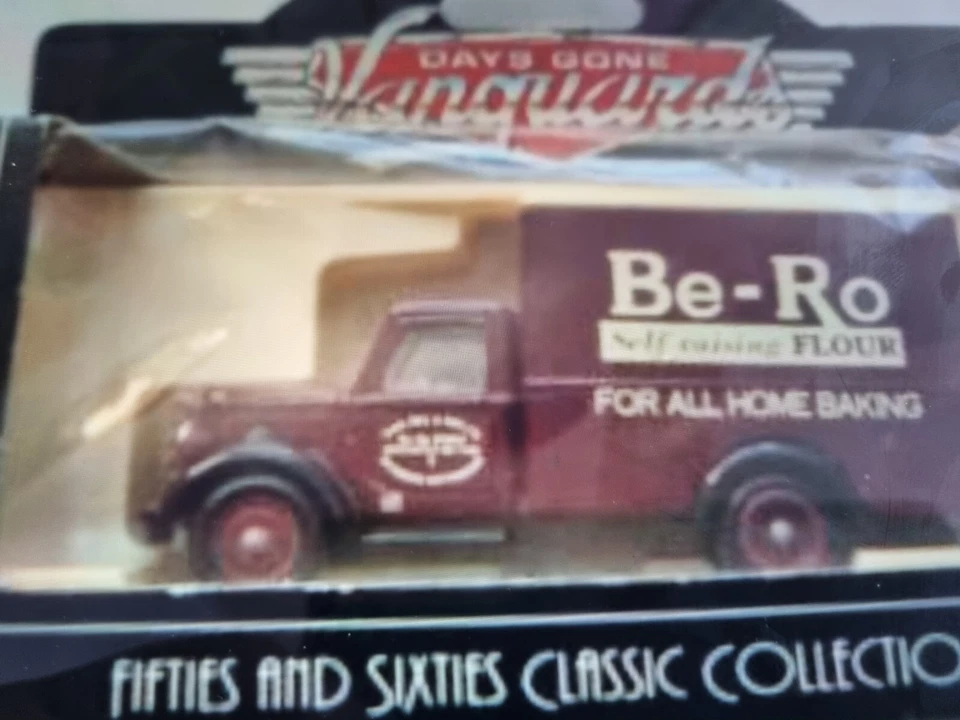 DAYS GONE
Vanguards
Be-Ro
Self raising FLOUR
FOR ALL HOME BAKING
FIFTIES AND SIXTIES CLASSIC COLLECTIO